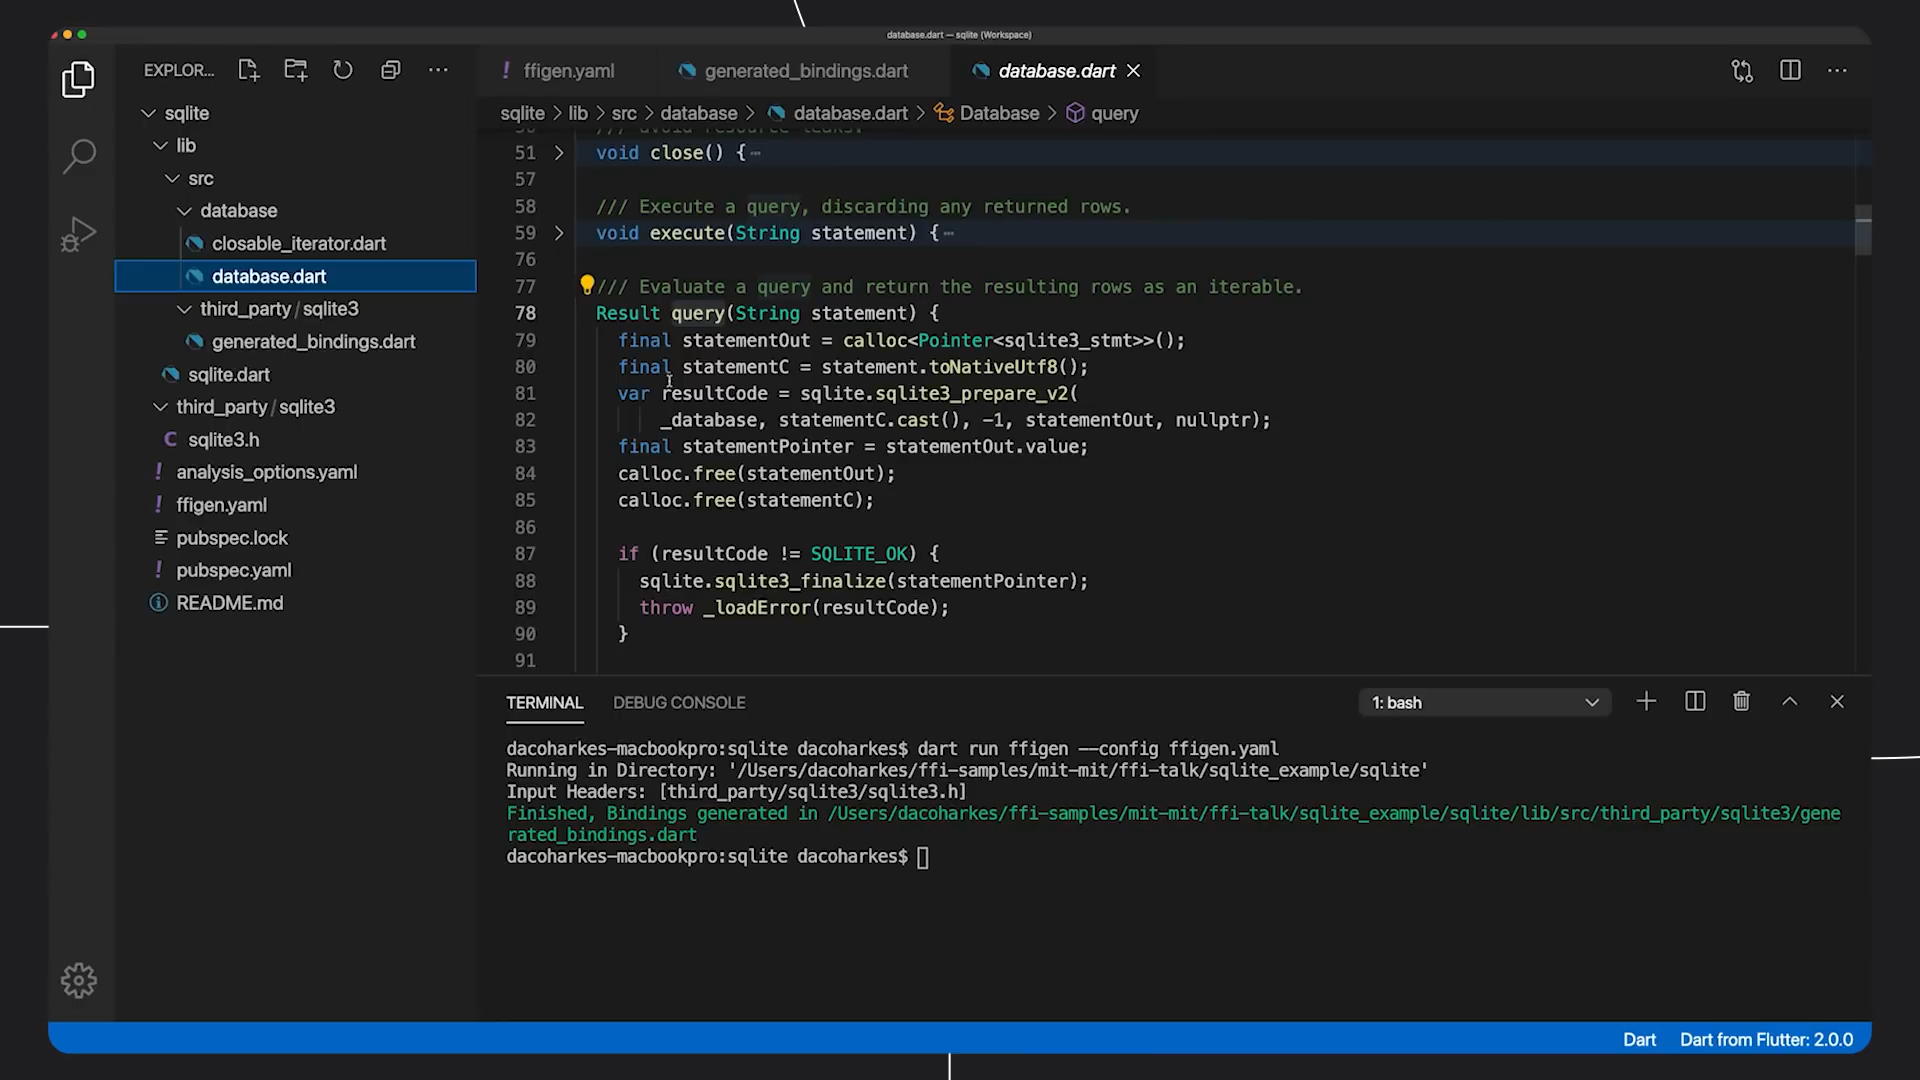 database.dart — sqlite (Workspace)
EXPLOR...
ffigen.yaml
generated_bindings.dart
database.dart
sqlite > lib > src > database > database.dart > Database > query
sqlite
lib
src
database
closable_iterator.dart
database.dart
third_party / sqlite3
generated_bindings.dart
sqlite.dart
third_party / sqlite3
sqlite3.h
analysis_options.yaml
ffigen.yaml
pubspec.lock
pubspec.yaml
README.md
50 /// avoid resource leaks.
51 void close() {⋯
57
58 /// Execute a query, discarding any returned rows.
59 void execute(String statement) {⋯
76
77 /// Evaluate a query and return the resulting rows as an iterable.
78 Result query(String statement) {
79 final statementOut = calloc<Pointer<sqlite3_stmt>>();
80 final statementC = statement.toNativeUtf8();
81 var resultCode = sqlite.sqlite3_prepare_v2(
82 _database, statementC.cast(), -1, statementOut, nullptr);
83 final statementPointer = statementOut.value;
84 calloc.free(statementOut);
85 calloc.free(statementC);
86
87 if (resultCode != SQLITE_OK) {
88 sqlite.sqlite3_finalize(statementPointer);
89 throw _loadError(resultCode);
90 }
91
TERMINAL
DEBUG CONSOLE
1: bash
dacoharkes-macbookpro:sqlite dacoharkes$ dart run ffigen --config ffigen.yaml
Running in Directory: '/Users/dacoharkes/ffi-samples/mit-mit/ffi-talk/sqlite_example/sqlite'
Input Headers: [third_party/sqlite3/sqlite3.h]
Finished, Bindings generated in /Users/dacoharkes/ffi-samples/mit-mit/ffi-talk/sqlite_example/sqlite/lib/src/third_party/sqlite3/gene
rated_bindings.dart
dacoharkes-macbookpro:sqlite dacoharkes$
Dart
Dart from Flutter: 2.0.0